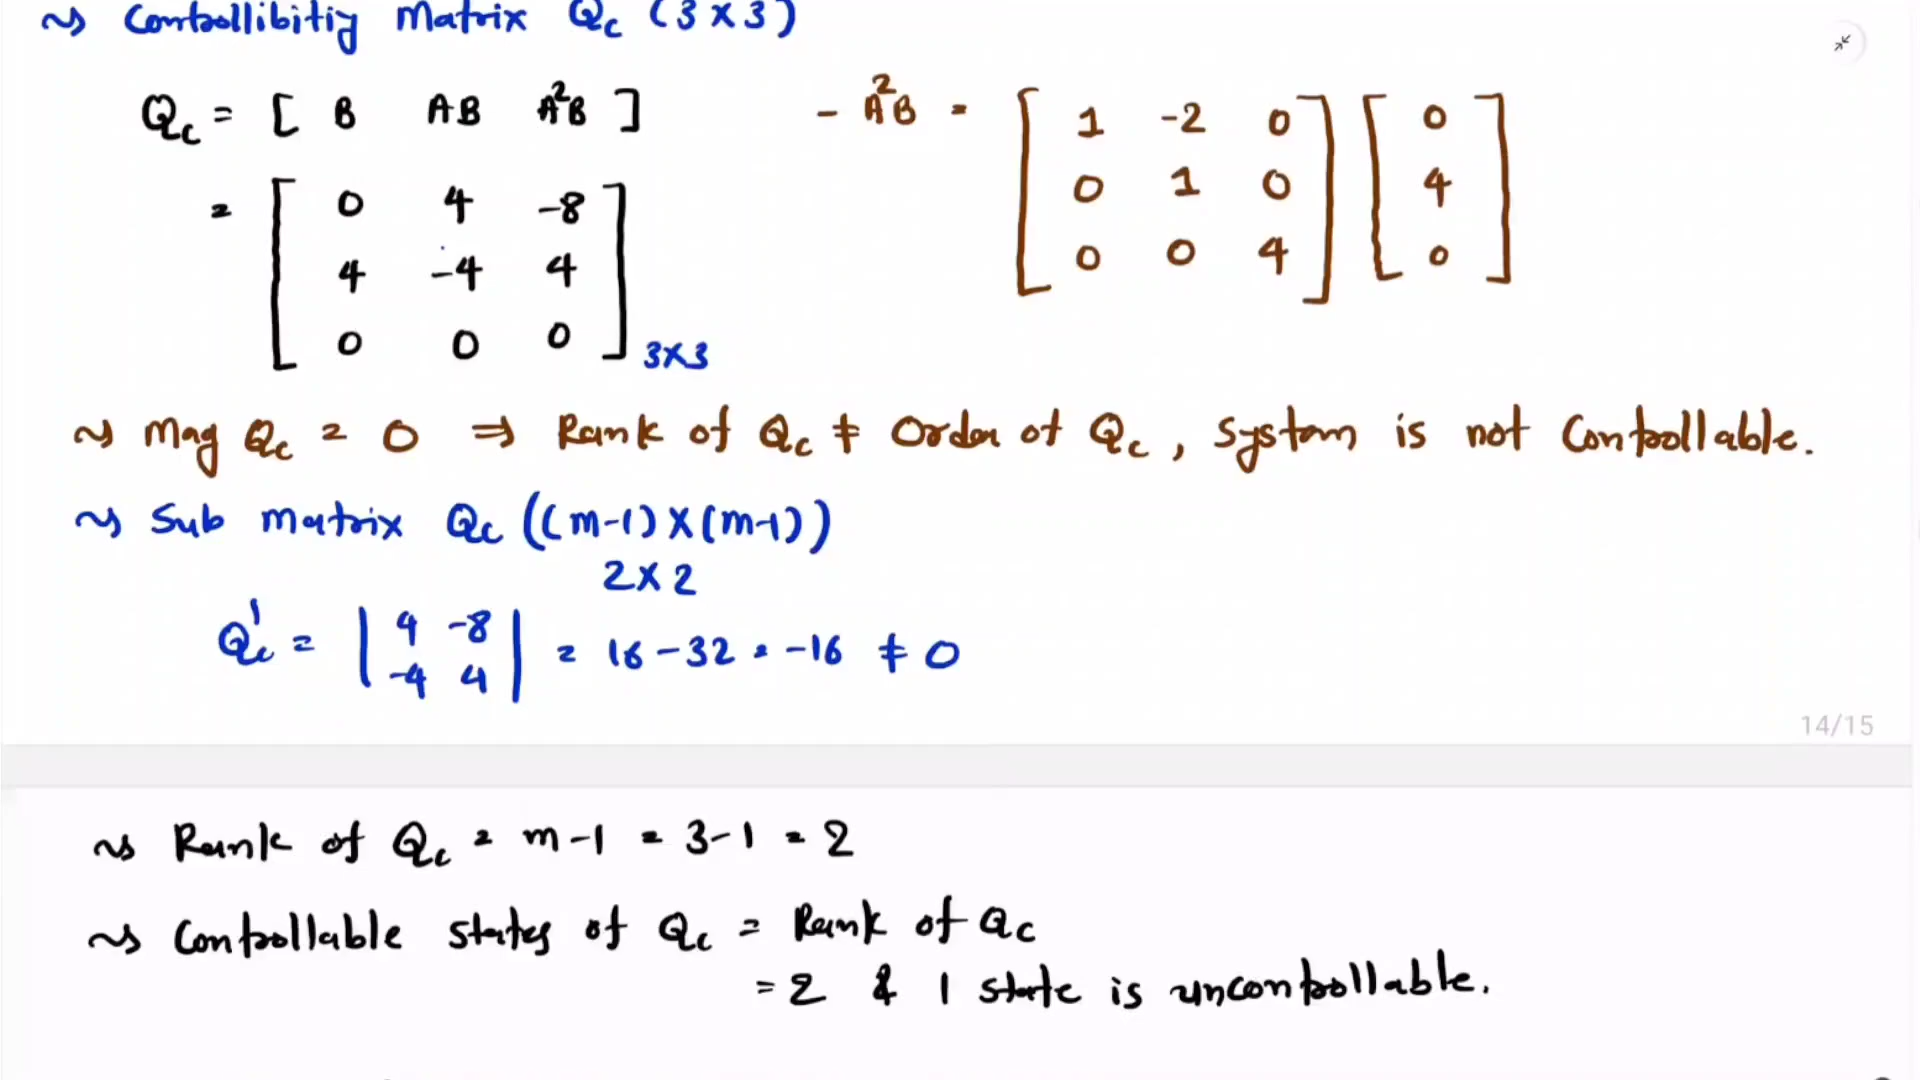 ~> Controllibitiy Matrix Qc (3 x 3)
Qc = [ B AB A²B ]
= [ 0 4 -8
4 -4 4
0 0 0 ] 3x3
- A²B = [ 1 -2 0
0 1 0
0 0 4 ] [ 0
4
0 ]
~> Mag Qc = 0 => Rank of Qc ≠ Order of Qc, System is not Controllable.
~> Sub matrix Qc ((m-1) x (m-1))
2 x 2
Qc' = | 4 -8
-4 4 | = 16 - 32 = -16 ≠ 0
14/15
~> Rank of Qc = m-1 = 3-1 = 2
~> Controllable states of Qc = Rank of Qc
= 2 & 1 state is uncontrollable.